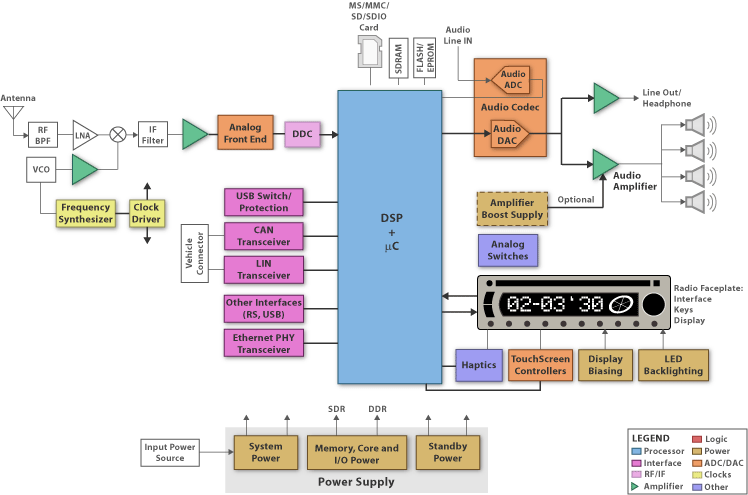 MS/MMC/
SD/SDIO
Card
SDRAM
FLASH/
EPROM
Audio
Line IN
Audio
ADC
Audio Codec
Audio
DAC
Line Out/
Headphone
Audio
Amplifier
Antenna
RF
BPF
LNA
IF
Filter
Analog
Front End
DDC
VCO
Frequency
Synthesizer
Clock
Driver
DSP
+
µC
USB Switch/
Protection
CAN
Transceiver
LIN
Transceiver
Vehicle
Connector
Other Interfaces
(RS, USB)
Ethernet PHY
Transceiver
Amplifier
Boost Supply
Optional
Analog
Switches
02-03 '30
Radio Faceplate:
Interface
Keys
Display
Haptics
TouchScreen
Controllers
Display
Biasing
LED
Backlighting
Input Power
Source
SDR
DDR
System
Power
Memory, Core and
I/O Power
Standby
Power
Power Supply
LEGEND
Processor
Interface
RF/IF
Amplifier
Logic
Power
ADC/DAC
Clocks
Other